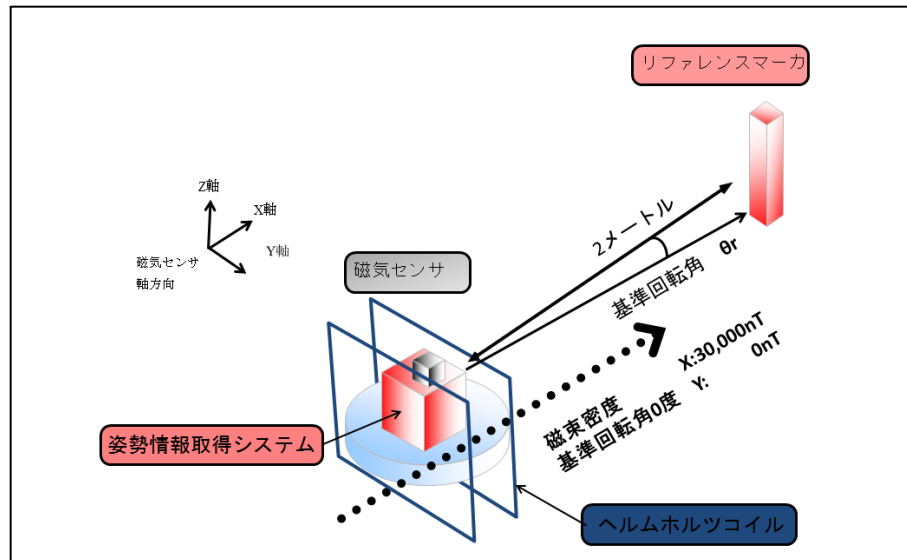 リファレンスマーカ
Z軸
X軸
Y軸
磁気センサ
軸方向
磁気センサ
2メートル
基準回転角 θr
磁束密度 X:30,000nT
基準回転角0度 Y: 0nT
姿勢情報取得システム
ヘルムホルツコイル